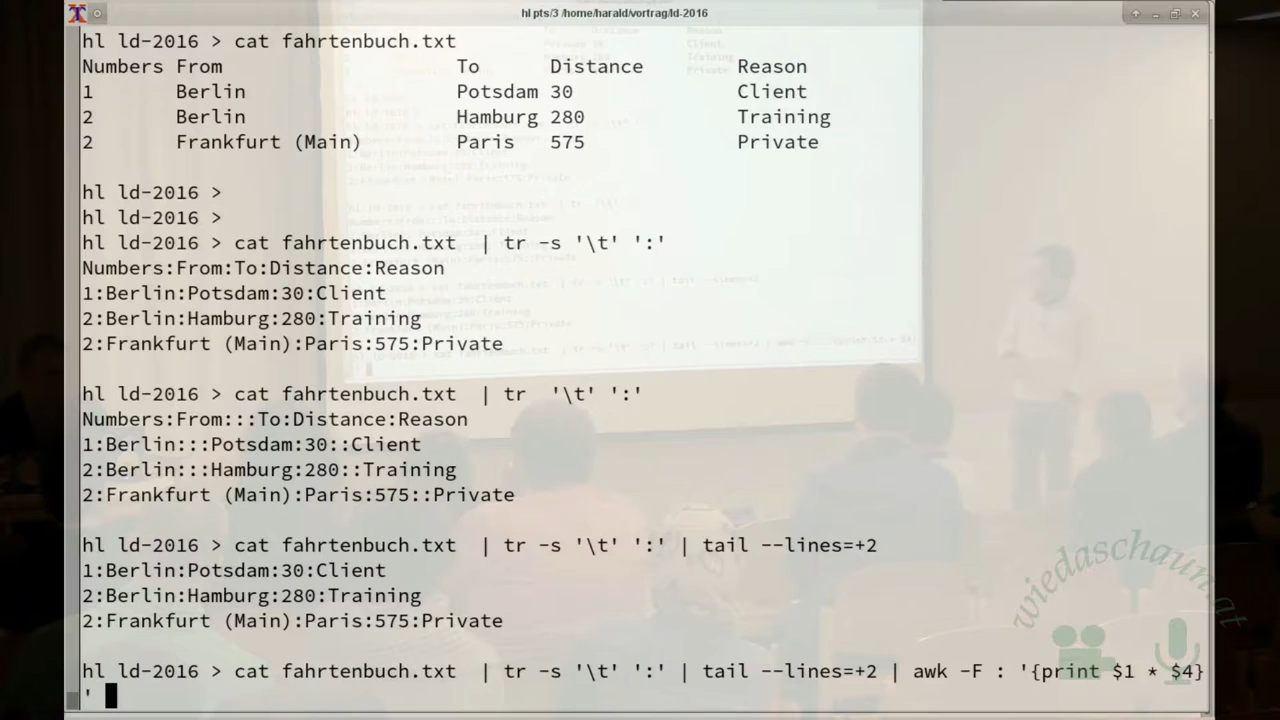 hl pts/3 /home/harald/vortrag/ld-2016
hl ld-2016 > cat fahrtenbuch.txt
Numbers From To Distance Reason
1 Berlin Potsdam 30 Client
2 Berlin Hamburg 280 Training
2 Frankfurt (Main) Paris 575 Private
hl ld-2016 >
hl ld-2016 >
hl ld-2016 > cat fahrtenbuch.txt | tr -s '\t' ':'
Numbers:From:To:Distance:Reason
1:Berlin:Potsdam:30:Client
2:Berlin:Hamburg:280:Training
2:Frankfurt (Main):Paris:575:Private
hl ld-2016 > cat fahrtenbuch.txt | tr '\t' ':'
Numbers:From:::To:Distance:Reason
1:Berlin:::Potsdam:30::Client
2:Berlin:::Hamburg:280::Training
2:Frankfurt (Main):Paris:575::Private
hl ld-2016 > cat fahrtenbuch.txt | tr -s '\t' ':' | tail --lines=+2
1:Berlin:Potsdam:30:Client
2:Berlin:Hamburg:280:Training
2:Frankfurt (Main):Paris:575:Private
hl ld-2016 > cat fahrtenbuch.txt | tr -s '\t' ':' | tail --lines=+2 | awk -F : '{print $1 * $4}
'
wiedaschaun.at